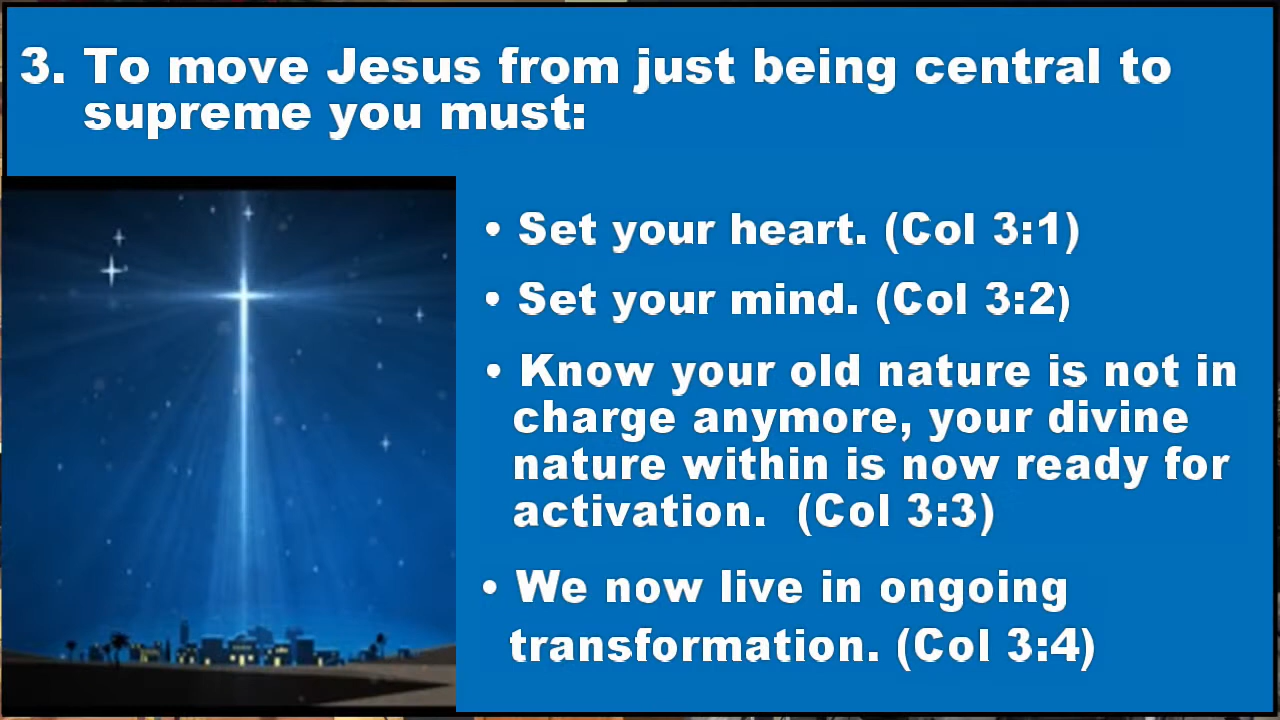 3. To move Jesus from just being central to
supreme you must:
• Set your heart. (Col 3:1)
• Set your mind. (Col 3:2)
• Know your old nature is not in
charge anymore, your divine
nature within is now ready for
activation.  (Col 3:3)
• We now live in ongoing
transformation. (Col 3:4)